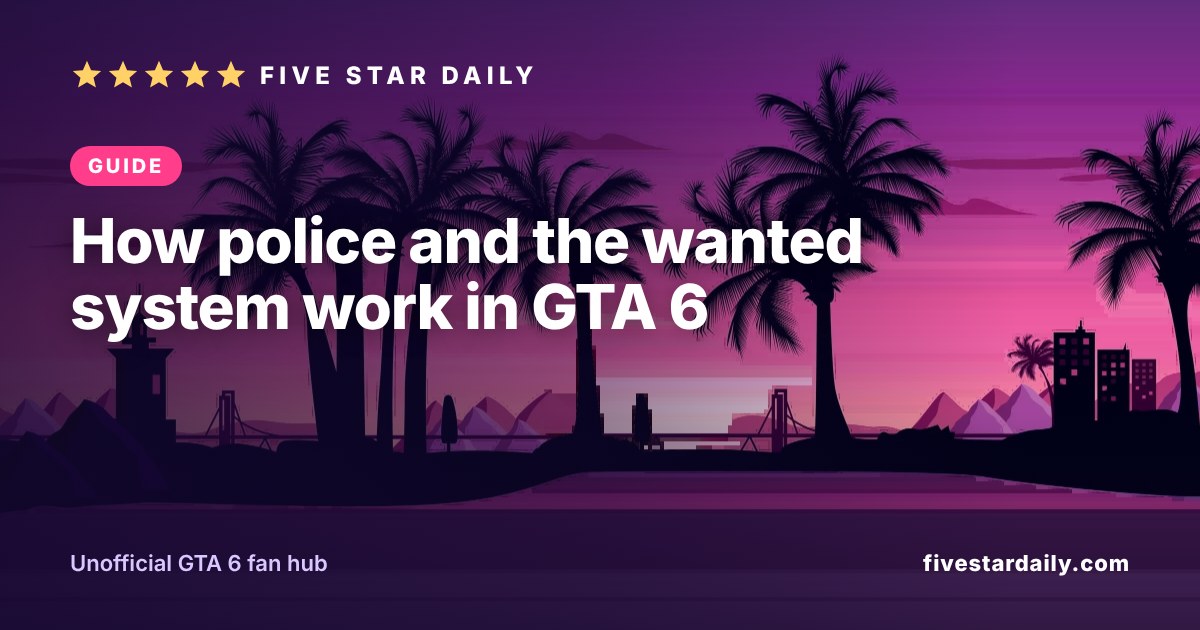 FIVE STAR DAILY
GUIDE
How police and the wanted
system work in GTA 6
Unofficial GTA 6 fan hub
fivestardaily.com